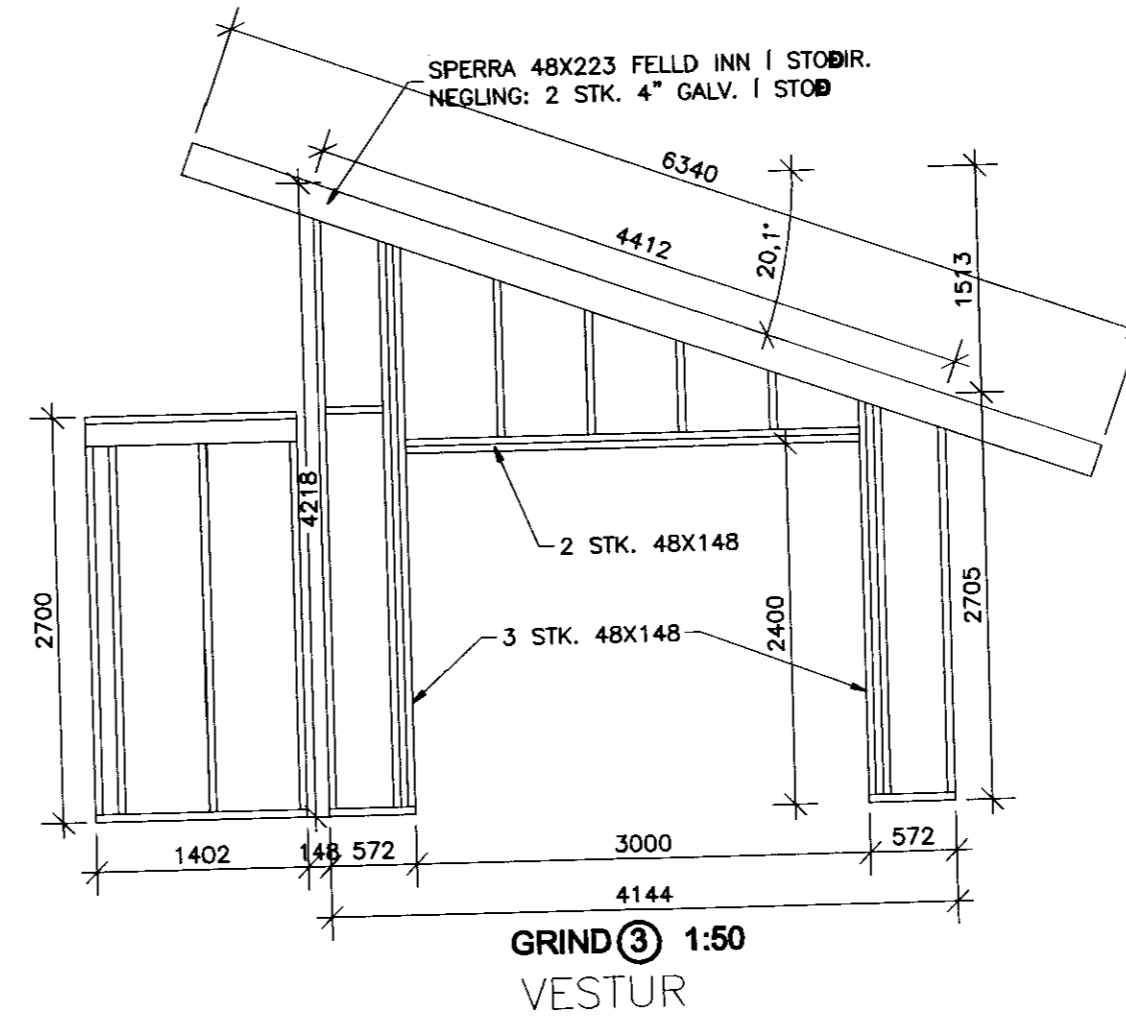 SPERRA 48X223 FELLD INN Í STOÐIR.
NEGLING: 2 STK. 4" GALV. Í STOÐ
6340
4412
20,1°
1513
4218
2700
2 STK. 48X148
2400
2705
3 STK. 48X148
1402
148
572
3000
572
4144
GRIND 3 1:50
VESTUR